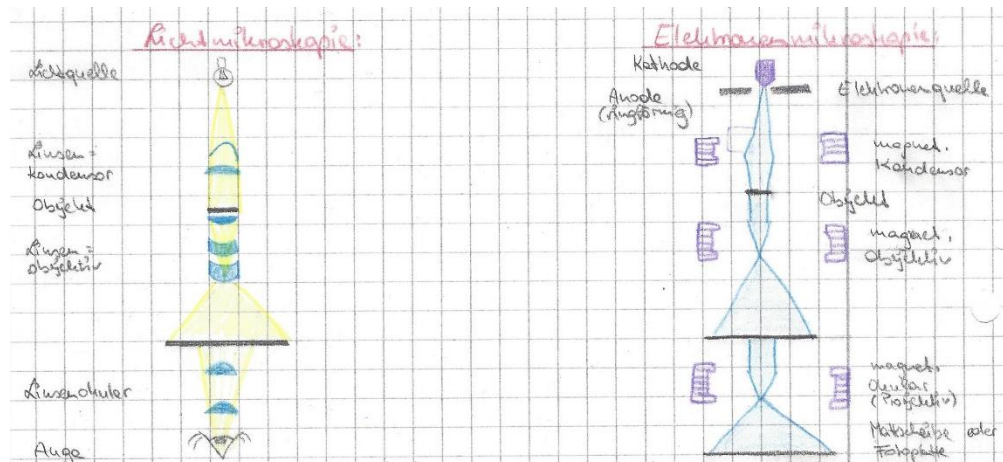 Lichtmikroskopie:
Lichtquelle
Linsen=
kondensor
Objekt
Linsen=
objektiv
Linsenokular
Auge
Elektronenmikroskopie:
Kathode
Anode
(ringförmig)
Elektronenquelle
magnet.
Kondensor
Objekt
magnet.
Objektiv
magnet.
Okular
(Projektiv)
Mattscheibe oder
Fotoplatte